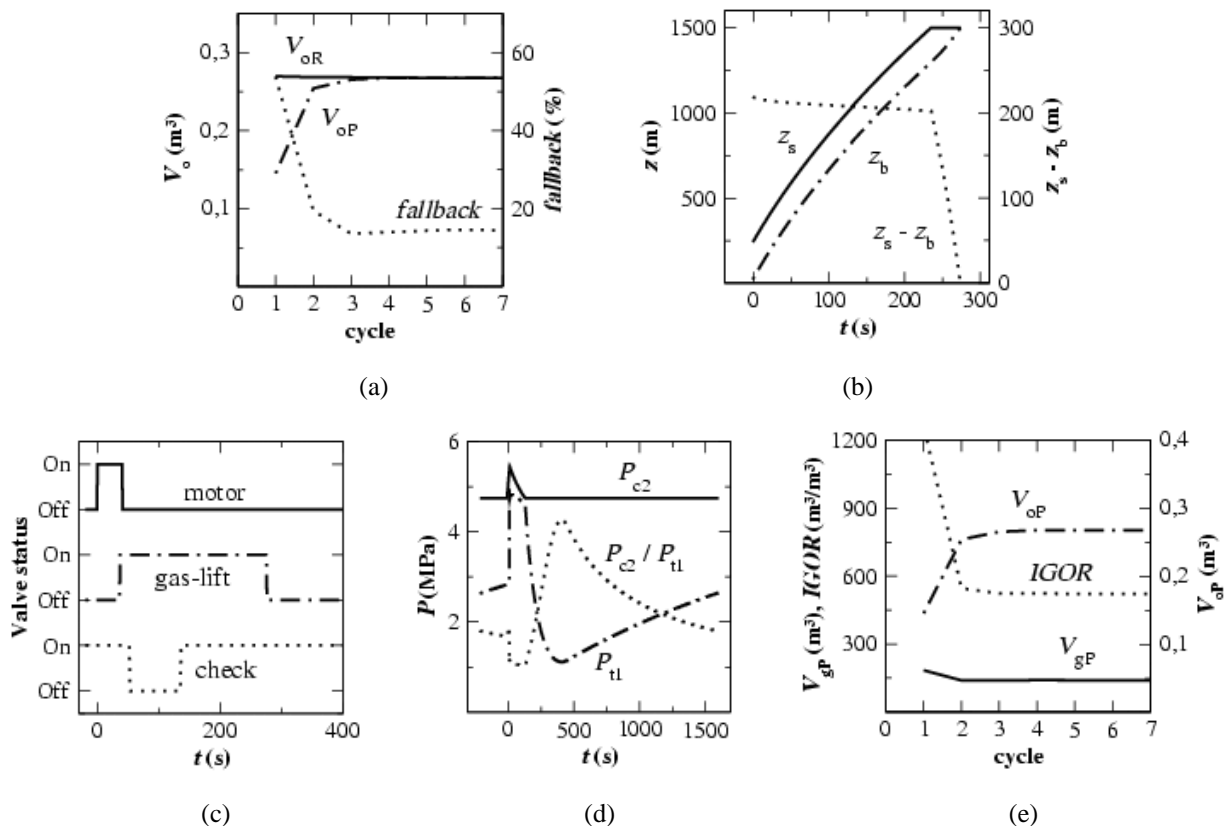 0,3
0,2
0,1
V_o (m³)
60
40
20
fallback (%)
V_oR
V_oP
fallback
0 1 2 3 4 5 6 7
cycle
(a)
1500
1000
500
z (m)
300
200
100
0
z_s - z_b (m)
z_s
z_b
z_s - z_b
0 100 200 300
t (s)
(b)
Valve status
On
Off
motor
On
Off
gas-lift
On
Off
check
0 200 400
t (s)
(c)
6
4
2
P (MPa)
P_c2
P_c2 / P_t1
P_t1
0 500 1000 1500
t (s)
(d)
1200
900
600
300
V_gP (m³), IGOR (m³/m³)
0,4
0,3
0,2
0,1
V_oP (m³)
V_oP
IGOR
V_gP
0 1 2 3 4 5 6 7
cycle
(e)